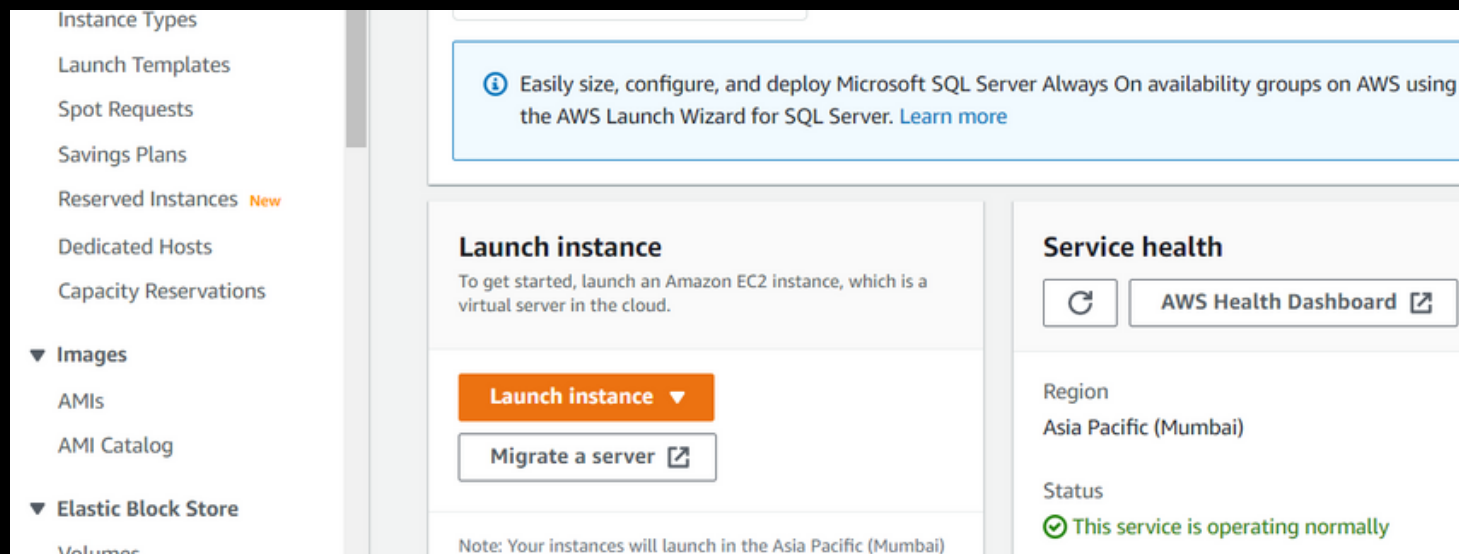 Instance Types
Launch Templates
Spot Requests
Savings Plans
Reserved Instances New
Dedicated Hosts
Capacity Reservations
Images
AMIs
AMI Catalog
Elastic Block Store
Volumes
Easily size, configure, and deploy Microsoft SQL Server Always On availability groups on AWS using
the AWS Launch Wizard for SQL Server. Learn more
Launch instance
To get started, launch an Amazon EC2 instance, which is a
virtual server in the cloud.
Launch instance
Migrate a server
Note: Your instances will launch in the Asia Pacific (Mumbai)
Service health
AWS Health Dashboard
Region
Asia Pacific (Mumbai)
Status
This service is operating normally